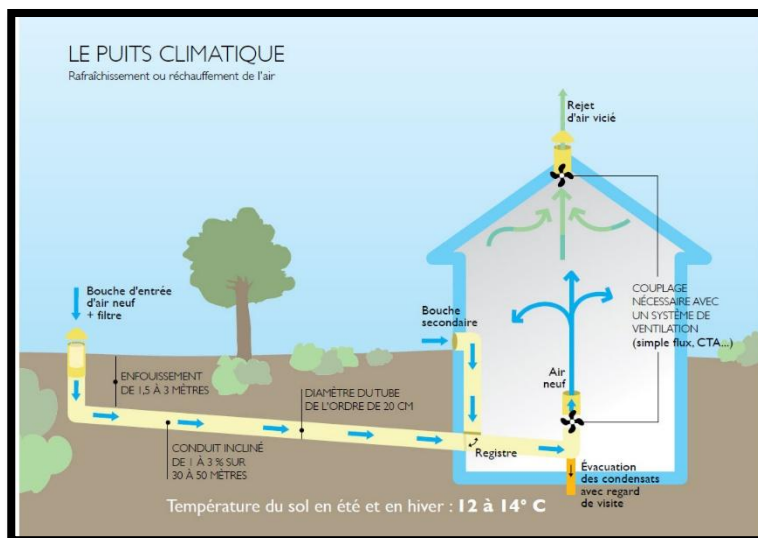 LE PUITS CLIMATIQUE
Rafraîchissement ou réchauffement de l'air
Rejet
d'air vicié
Bouche d'entrée
d'air neuf
+ filtre
Bouche
secondaire
COUPLAGE
NÉCESSAIRE AVEC
UN SYSTÈME DE
VENTILATION
(simple flux, CTA...)
ENFOUISSEMENT
DE 1,5 À 3 MÈTRES
DIAMÈTRE DU TUBE
DE L'ORDRE DE 20 CM
Air
neuf
CONDUIT INCLINÉ
DE 1 À 3 % SUR
30 À 50 MÈTRES
Registre
Évacuation
des condensats
avec regard
de visite
Température du sol en été et en hiver : 12 à 14° C